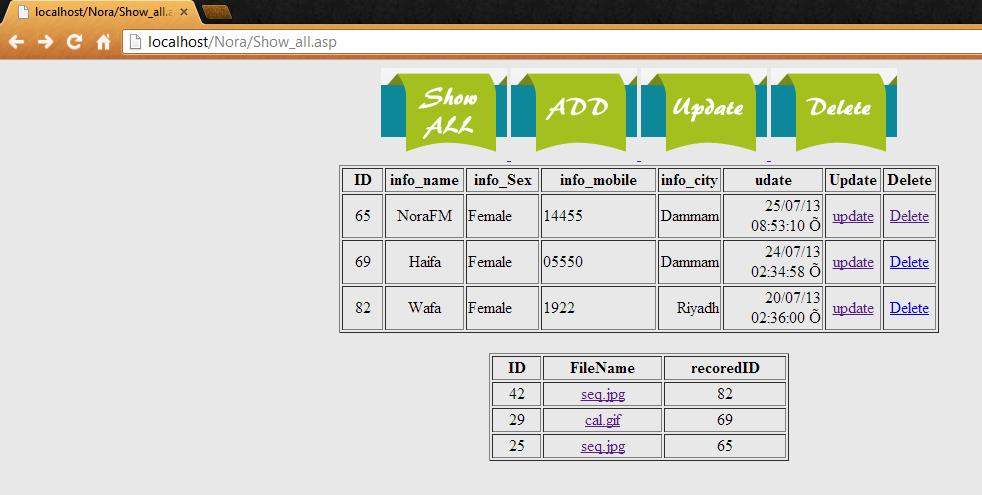 localhost/Nora/Show_all.a
localhost/Nora/Show_all.asp
Show ALL
ADD
Update
Delete
ID info_name info_Sex info_mobile info_city udate Update Delete
65 NoraFM Female 14455 Dammam 25/07/13 08:53:10 Õ update Delete
69 Haifa Female 05550 Dammam 24/07/13 02:34:58 Õ update Delete
82 Wafa Female 1922 Riyadh 20/07/13 02:36:00 Õ update Delete
ID FileName recoredID
42 seq.jpg 82
29 cal.gif 69
25 seq.jpg 65